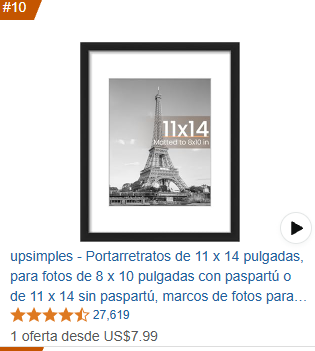 #10
11x14
Matted to 8x10 in
upsimples - Portarretratos de 11 x 14 pulgadas,
para fotos de 8 x 10 pulgadas con paspartú o
de 11 x 14 sin paspartú, marcos de fotos para...
27,619
1 oferta desde US$7.99